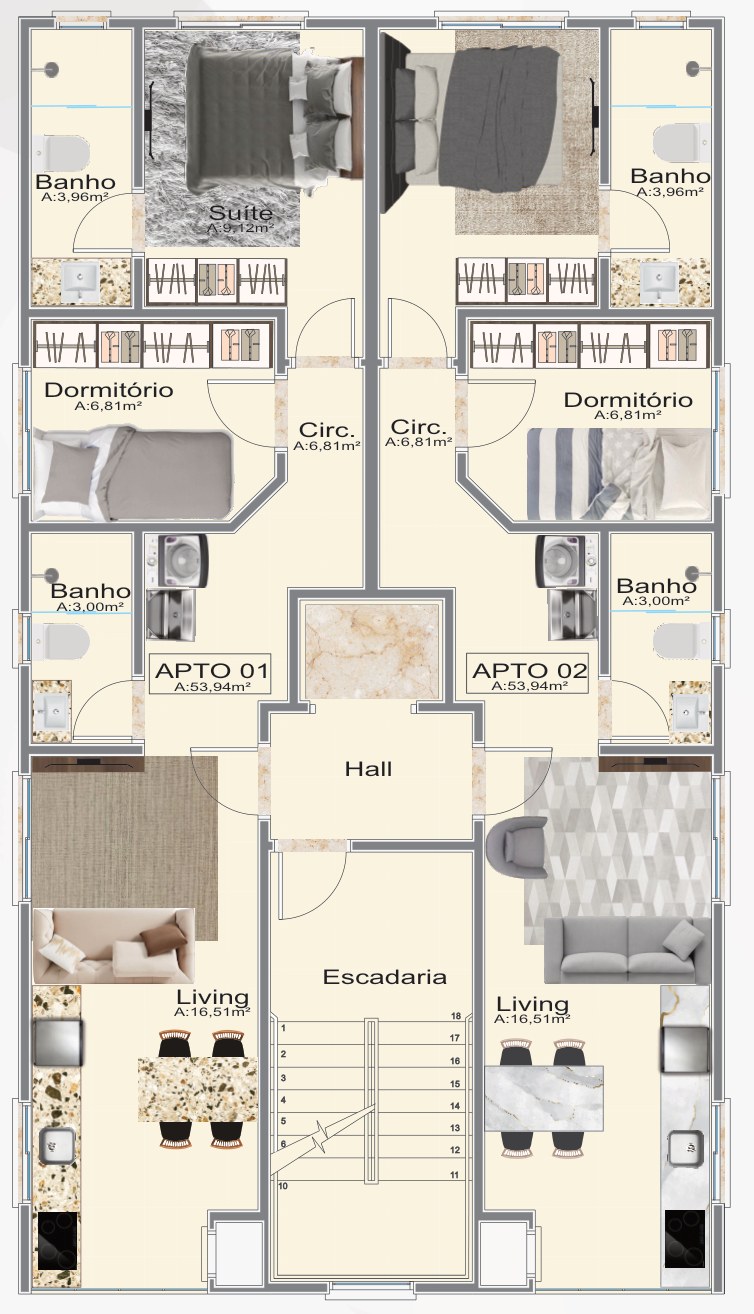 Banho
A:3,96m²
Banho
A:3,96m²
Suíte
A:9,12m²
Dormitório
A:6,81m²
Dormitório
A:6,81m²
Circ.
A:6,81m²
Circ.
A:6,81m²
Banho
A:3,00m²
Banho
A:3,00m²
APTO 01
A:53,94m²
APTO 02
A:53,94m²
Hall
Escadaria
Living
A:16,51m²
Living
A:16,51m²
18
1
17
2
16
3
15
4
14
5
13
6
12
11
10